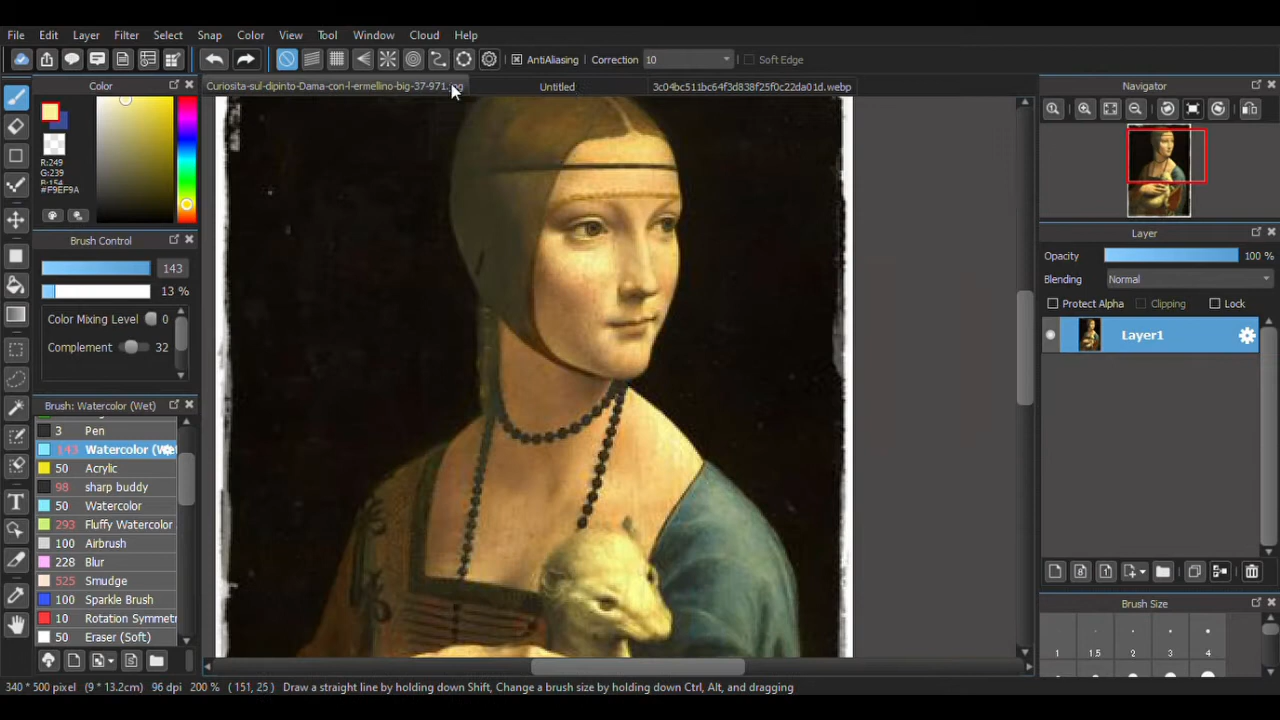 File Edit Layer Filter Select Snap Color View Tool Window Cloud Help
AntiAliasing Correction 10 Soft Edge
Color
Curiosita-sul-dipinto-Dama-con-l-ermellino-big-37-971.jpg Untitled 3c04bc511bc64f3d838f25f0c22da01d.webp
Navigator
R:249
G:239
B:154
#F9EF9A
Brush Control
143
13 %
Color Mixing Level 0
Complement 32
Layer
Opacity 100 %
Blending Normal
Protect Alpha Clipping Lock
Layer1
Brush: Watercolor (Wet)
3 Pen
143 Watercolor (Wet
50 Acrylic
98 sharp buddy
50 Watercolor
293 Fluffy Watercolor
100 Airbrush
228 Blur
525 Smudge
100 Sparkle Brush
10 Rotation Symmetr
50 Eraser (Soft)
Brush Size
1 1.5 2 3 4
340 * 500 pixel (9 * 13.2cm) 96 dpi 200 % ( 151, 25 ) Draw a straight line by holding down Shift, Change a brush size by holding down Ctrl, Alt, and dragging